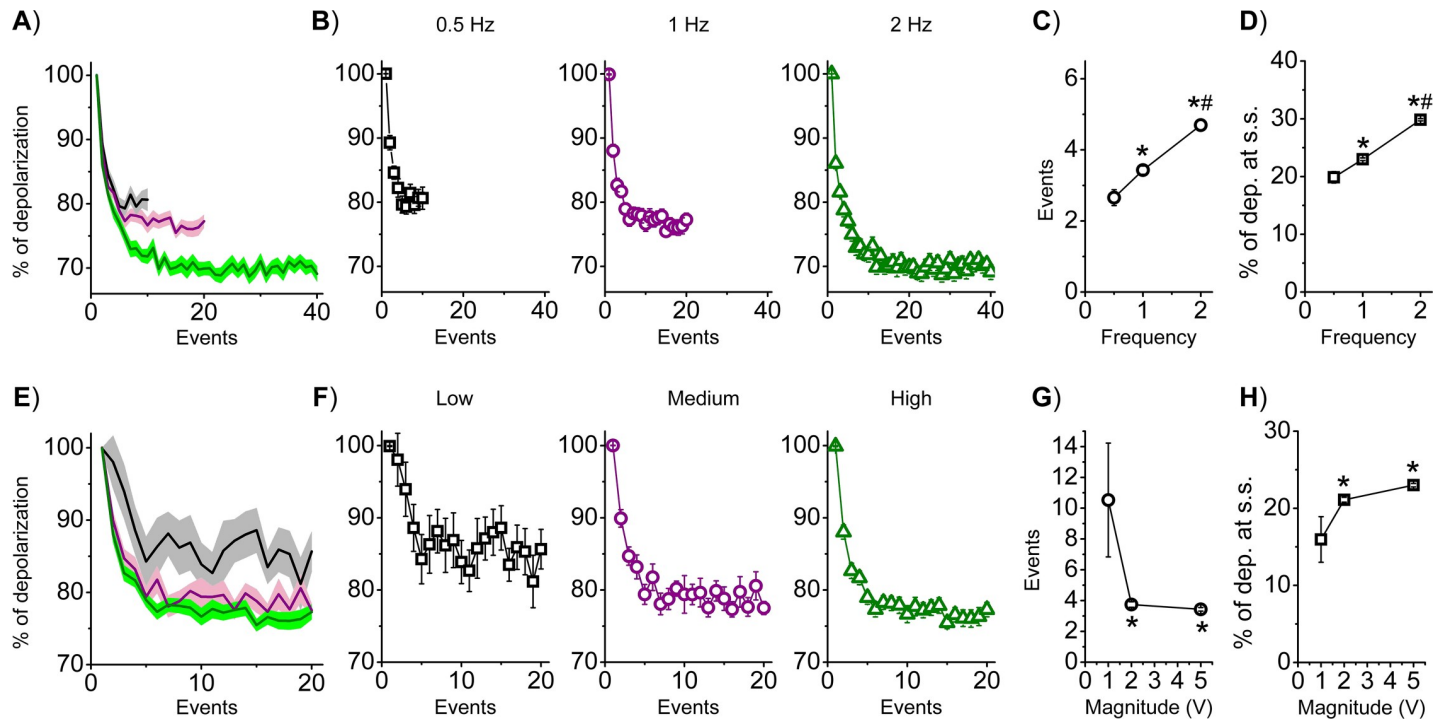 A)
B)
0.5 Hz
1 Hz
2 Hz
C)
D)
% of depolarization
100
90
80
70
0
20
40
Events
100
90
80
70
0
20
40
Events
100
90
80
70
0
20
40
Events
100
90
80
70
0
20
40
Events
Events
6
4
2
0
0
1
2
*
*#
Frequency
% of dep. at s.s.
40
30
20
10
0
0
1
2
*
*#
Frequency
E)
F)
Low
Medium
High
G)
H)
% of depolarization
100
90
80
70
0
10
20
Events
100
90
80
70
0
10
20
Events
100
90
80
70
0
10
20
Events
100
90
80
70
0
10
20
Events
Events
14
12
10
8
6
4
2
0
*
*
0 1 2 3 4 5
Magnitude (V)
% of dep. at s.s.
30
20
10
0
*
*
0 1 2 3 4 5
Magnitude (V)